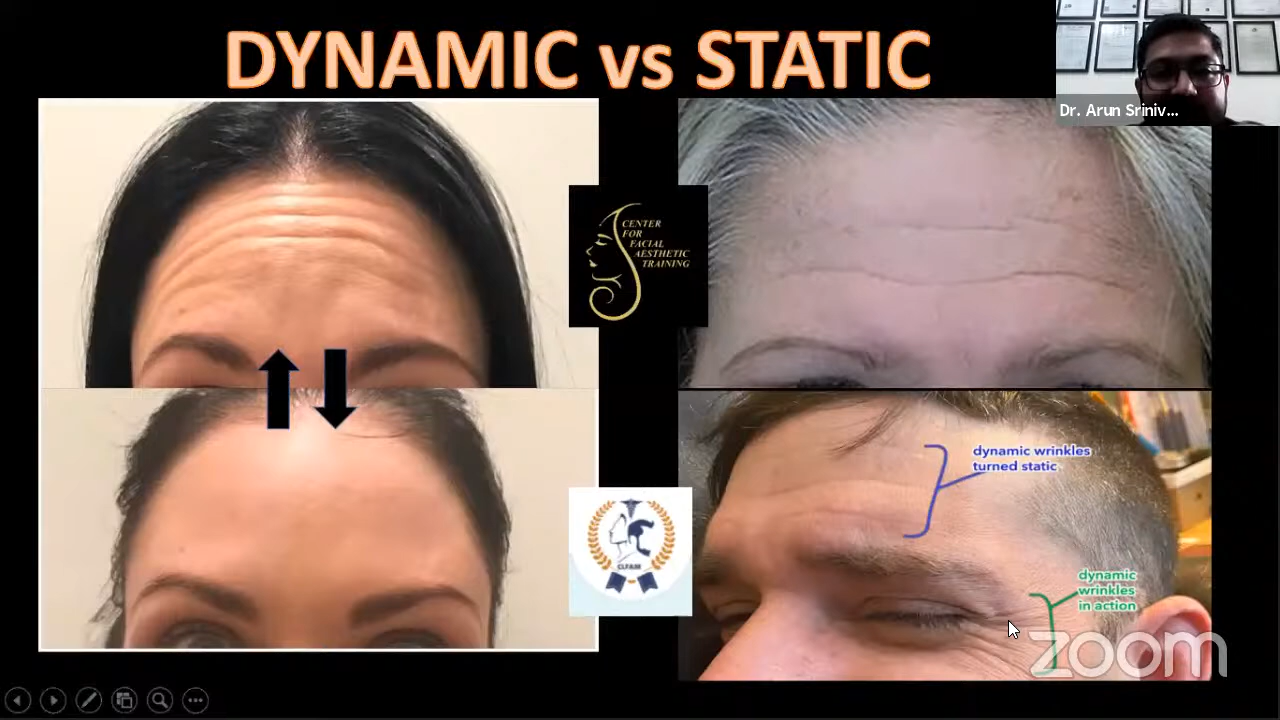 DYNAMIC vs STATIC
Dr. Arun Sriniv...
CENTER
FOR
FACIAL
AESTHETIC
TRAINING
dynamic wrinkles
turned static
CLFAM
dynamic
wrinkles
in action
zoom